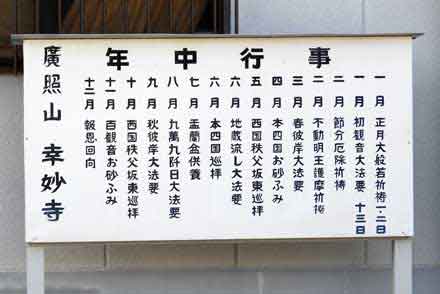 年中行事
一月 正月大般若祈祷一、二日
一月 初観音大法要 十三日
二月 節分厄除祈祷
二月 不動明王護摩祈祷
三月 春彼岸大法要
四月 本四国お砂ふみ
五月 西国秩父坂東巡拝
六月 地蔵流し大法要
六月 本四国巡拝
七月 盂蘭盆供養
八月 九萬九阡日大法要
九月 秋彼岸大法要
十月 西国秩父坂東巡拝
十一月 百観音お砂ふみ
十二月 報恩回向
廣照山 幸妙寺